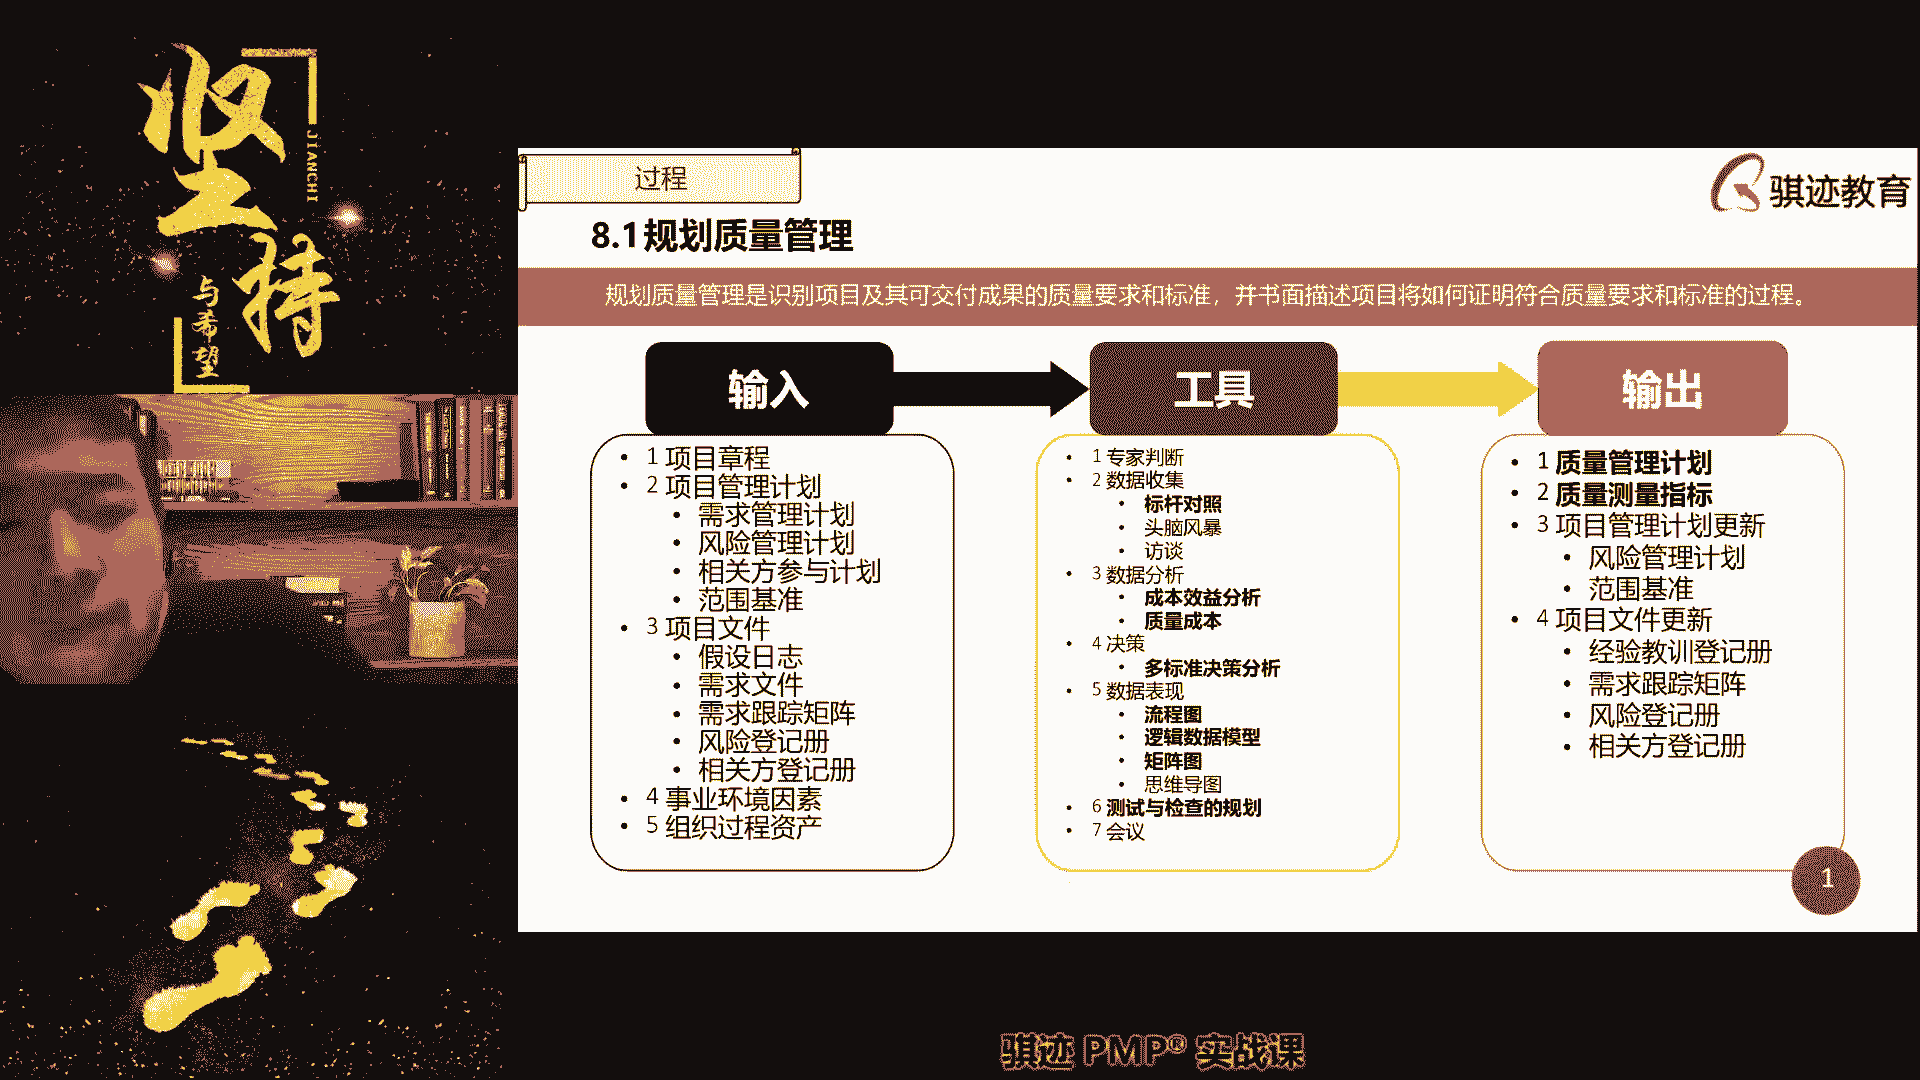 坚持
JIANCHI
与希望
过程
骐迹教育
8.1规划质量管理
规划质量管理是识别项目及其可交付成果的质量要求和标准，并书面描述项目将如何证明符合质量要求和标准的过程。
输入
• 1 项目章程
• 2 项目管理计划
• 需求管理计划
• 风险管理计划
• 相关方参与计划
• 范围基准
• 3 项目文件
• 假设日志
• 需求文件
• 需求跟踪矩阵
• 风险登记册
• 相关方登记册
• 4 事业环境因素
• 5 组织过程资产
工具
• 1 专家判断
• 2 数据收集
• 标杆对照
• 头脑风暴
• 访谈
• 3 数据分析
• 成本效益分析
• 质量成本
• 4 决策
• 多标准决策分析
• 5 数据表现
• 流程图
• 逻辑数据模型
• 矩阵图
• 思维导图
• 6 测试与检查的规划
• 7 会议
输出
• 1 质量管理计划
• 2 质量测量指标
• 3 项目管理计划更新
• 风险管理计划
• 范围基准
• 4 项目文件更新
• 经验教训登记册
• 需求跟踪矩阵
• 风险登记册
• 相关方登记册
1
骐迹 PMP® 实战课